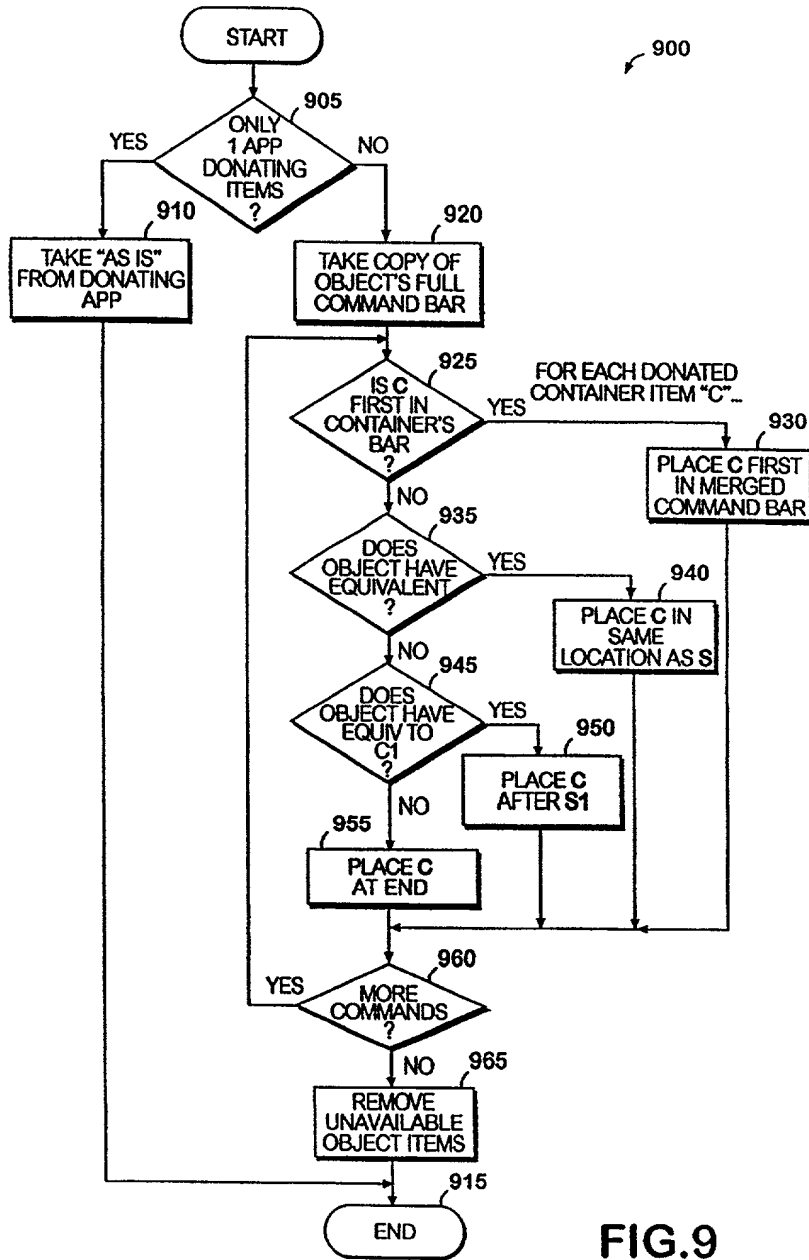 START
900
905
ONLY
1 APP
DONATING
ITEMS
?
YES
NO
910
TAKE "AS IS"
FROM DONATING
APP
920
TAKE COPY OF
OBJECT'S FULL
COMMAND BAR
925
IS C
FIRST IN
CONTAINER'S
BAR
?
YES
NO
FOR EACH DONATED
CONTAINER ITEM "C"...
930
PLACE C FIRST
IN MERGED
COMMAND BAR
935
DOES
OBJECT HAVE
EQUIVALENT
?
YES
NO
940
PLACE C IN
SAME
LOCATION AS S
945
DOES
OBJECT HAVE
EQUIV TO
C1
?
YES
NO
950
PLACE C
AFTER S1
955
PLACE C
AT END
960
MORE
COMMANDS
?
YES
NO
965
REMOVE
UNAVAILABLE
OBJECT ITEMS
915
END
FIG.9